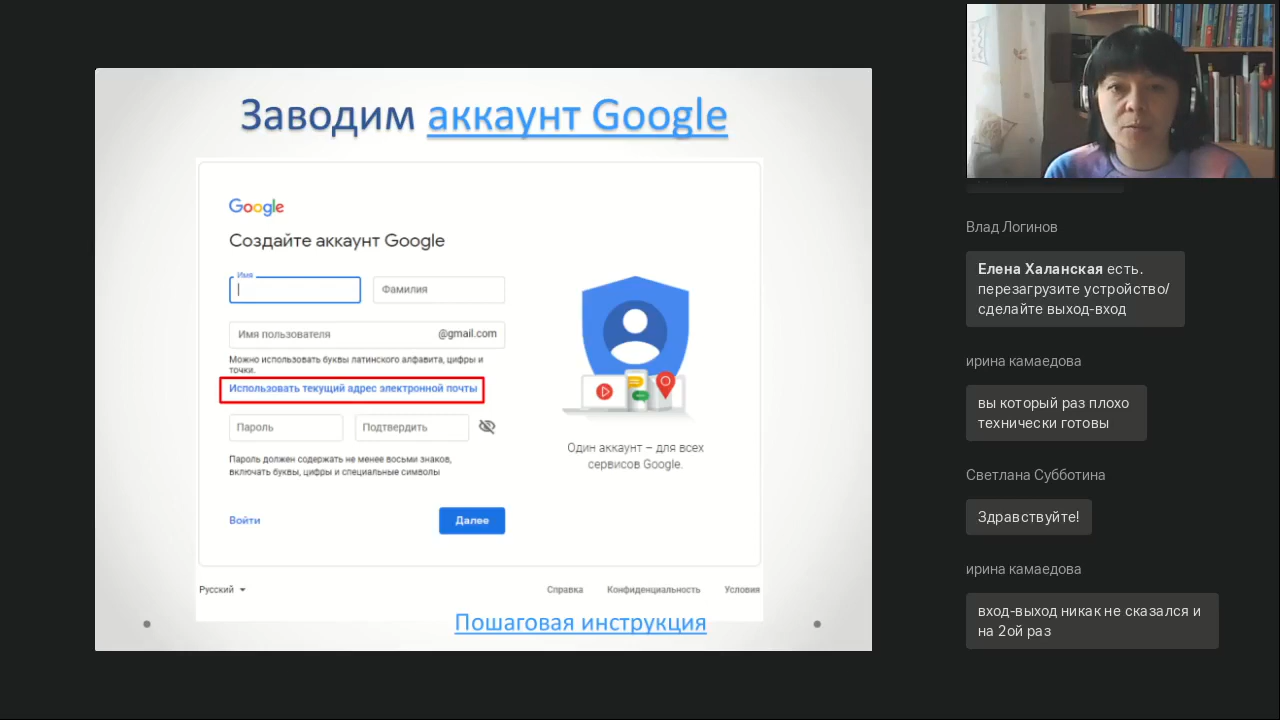 Заводим аккаунт Google
Google
Создайте аккаунт Google
Имя
Фамилия
Имя пользователя
@gmail.com
Можно использовать буквы латинского алфавита, цифры и
точки.
Использовать текущий адрес электронной почты
Пароль
Подтвердить
Пароль должен содержать не менее восьми знаков,
включать буквы, цифры и специальные символы
Войти
Далее
Один аккаунт – для всех
сервисов Google.
Русский
Справка
Конфиденциальность
Условия
Пошаговая инструкция
Влад Логинов
Елена Халанская есть.
перезагрузите устройство/
сделайте выход-вход
ирина камаедова
вы который раз плохо
технически готовы
Светлана Субботина
Здравствуйте!
ирина камаедова
вход-выход никак не сказался и
на 2ой раз